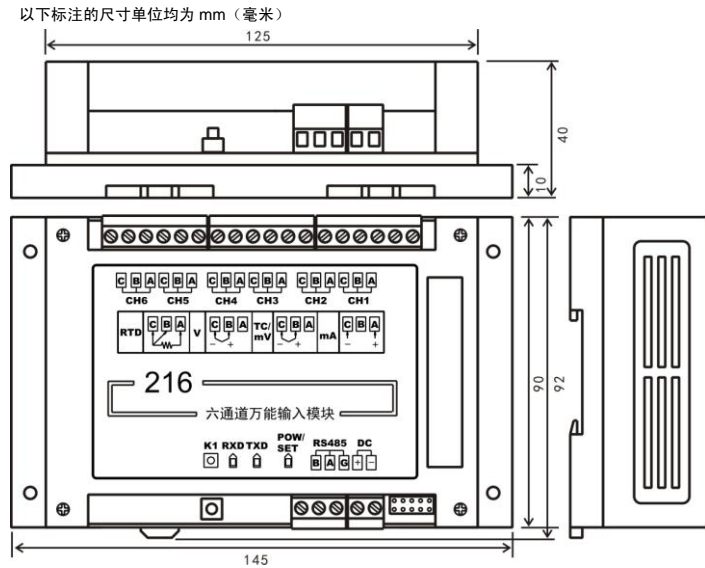 以下标注的尺寸单位均为 mm（毫米）
125
40
10
C B A C B A C B A C B A C B A C B A
CH6 CH5 CH4 CH3 CH2 CH1
RTD C B A V C B A TC/mV C B A mA C B A
- + - + - +
216
六通道万能输入模块
K1 RXD TXD POW/SET RS485 DC
B A G + -
90
92
145